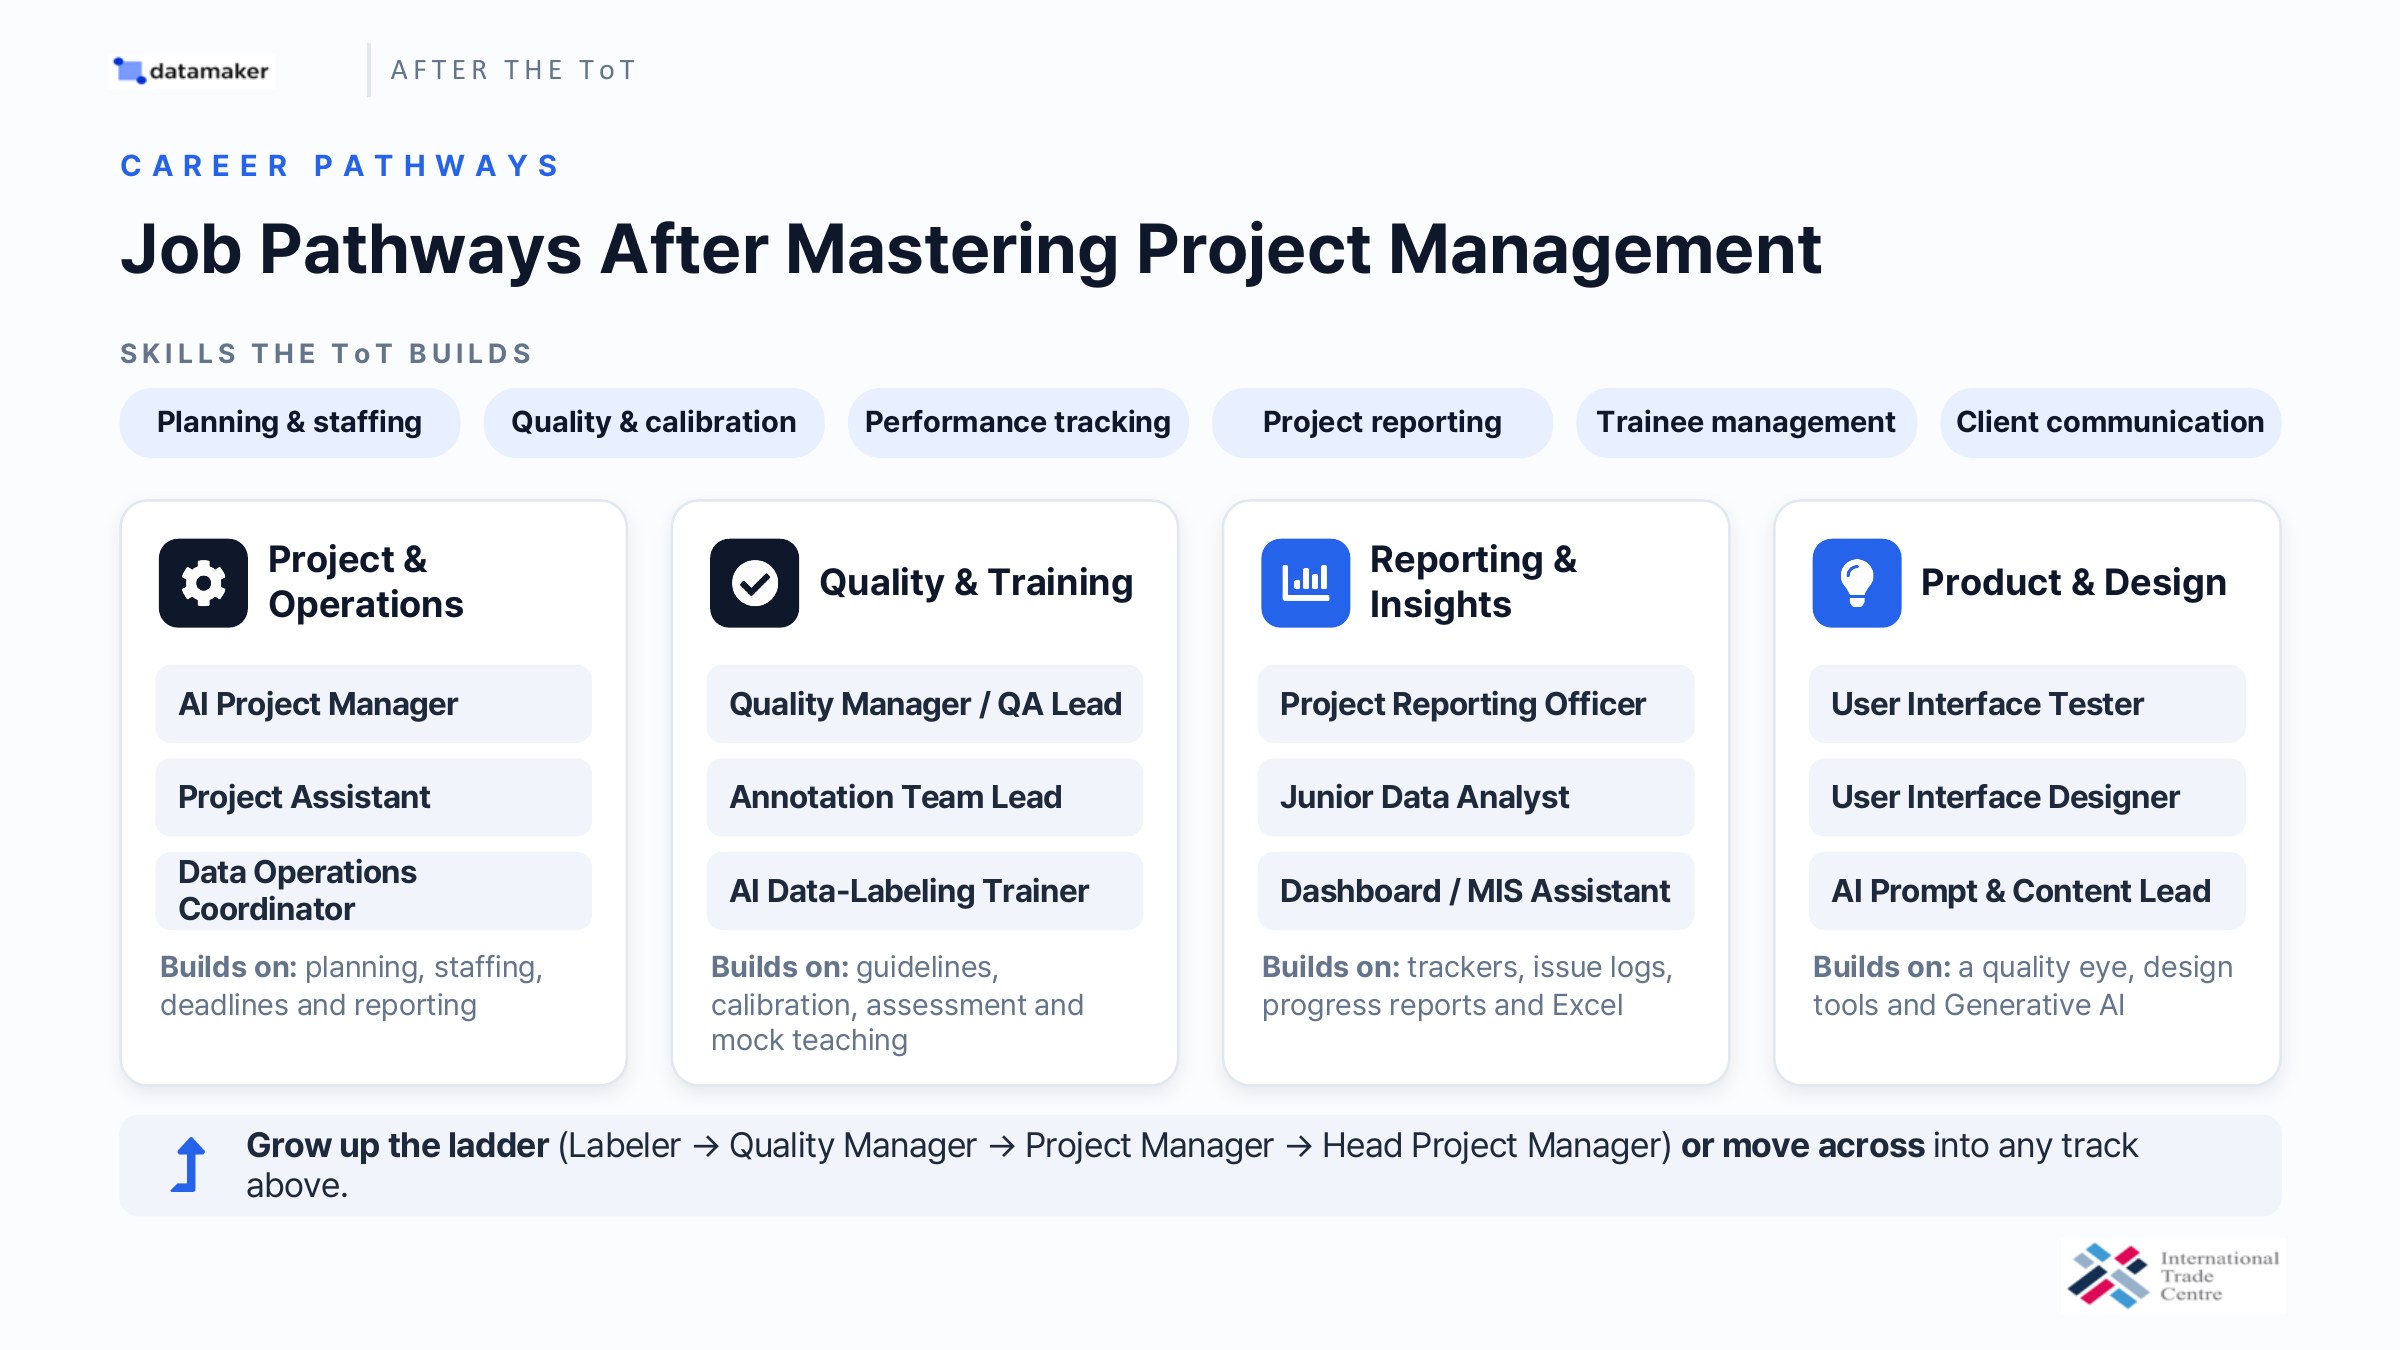 datamaker
AFTER THE ToT
CAREER PATHWAYS
Job Pathways After Mastering Project Management
SKILLS THE ToT BUILDS
Planning & staffing
Quality & calibration
Performance tracking
Project reporting
Trainee management
Client communication
Project &
Operations
AI Project Manager
Project Assistant
Data Operations
Coordinator
Builds on: planning, staffing,
deadlines and reporting
Quality & Training
Quality Manager / QA Lead
Annotation Team Lead
AI Data-Labeling Trainer
Builds on: guidelines,
calibration, assessment and
mock teaching
Reporting &
Insights
Project Reporting Officer
Junior Data Analyst
Dashboard / MIS Assistant
Builds on: trackers, issue logs,
progress reports and Excel
Product & Design
User Interface Tester
User Interface Designer
AI Prompt & Content Lead
Builds on: a quality eye, design
tools and Generative AI
Grow up the ladder (Labeler → Quality Manager → Project Manager → Head Project Manager) or move across into any track
above.
International
Trade
Centre